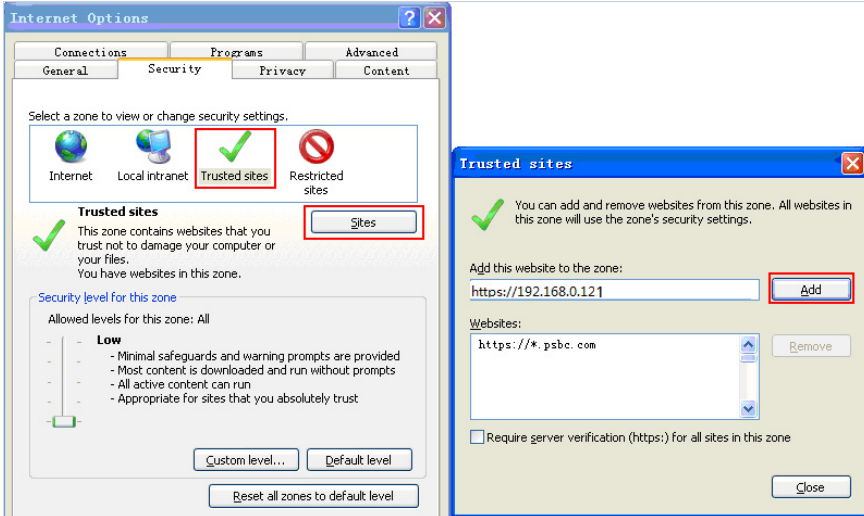 Internet Options
Connections Programs Advanced
General Security Privacy Content
Select a zone to view or change security settings.
Internet Local intranet Trusted sites Restricted
sites
Trusted sites
Sites
This zone contains websites that you
trust not to damage your computer or
your files.
You have websites in this zone.
Security level for this zone
Allowed levels for this zone: All
Low
- Minimal safeguards and warning prompts are provided
- Most content is downloaded and run without prompts
- All active content can run
- Appropriate for sites that you absolutely trust
Custom level... Default level
Reset all zones to default level
Trusted sites
You can add and remove websites from this zone. All websites in
this zone will use the zone's security settings.
Add this website to the zone:
https://192.168.0.121 Add
Websites:
https://*.psbc.com Remove
Require server verification (https:) for all sites in this zone
Close